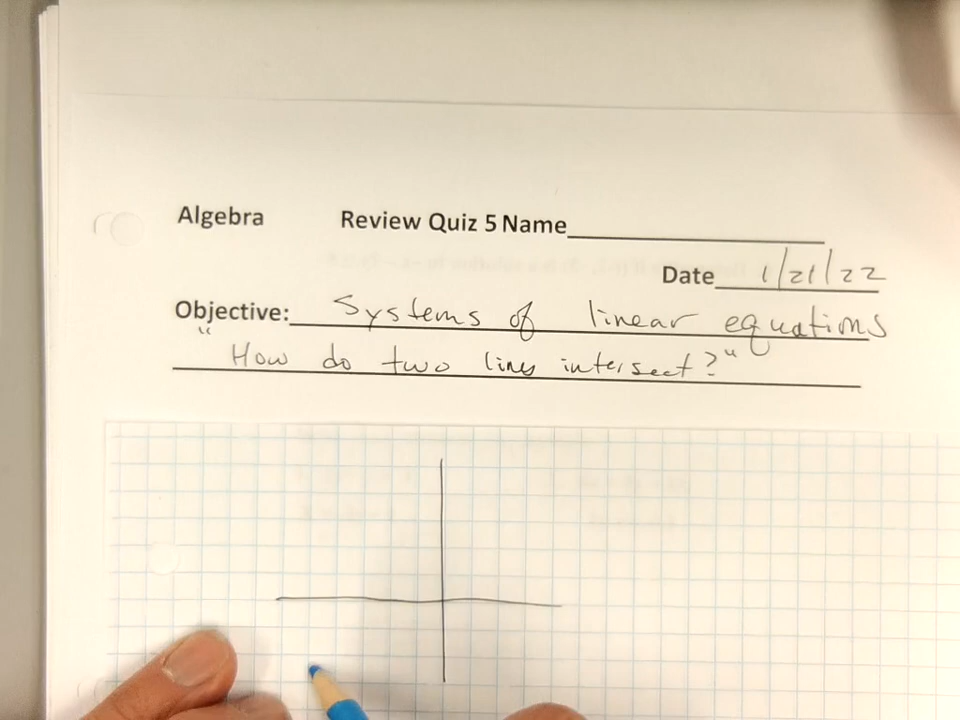 Algebra Review Quiz 5 Name
Date 1/21/22
Objective: Systems of linear equations
"How do two lines intersect?"